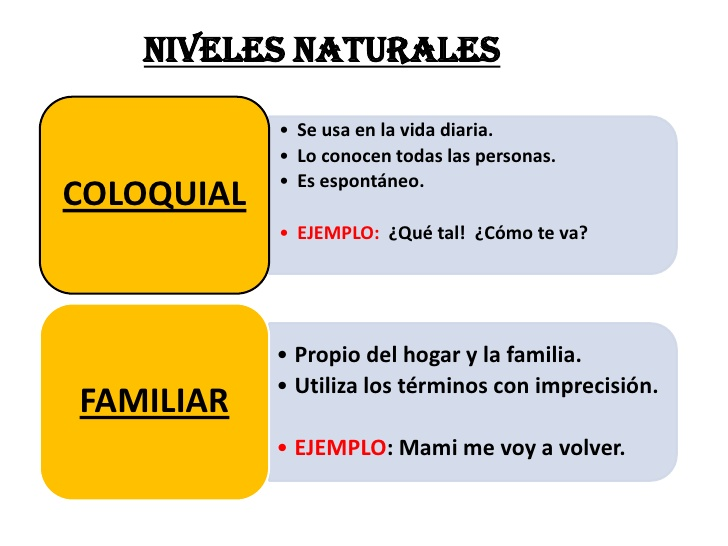 NIVELES NATURALES
COLOQUIAL
• Se usa en la vida diaria.
• Lo conocen todas las personas.
• Es espontáneo.
• EJEMPLO: ¿Qué tal! ¿Cómo te va?
FAMILIAR
• Propio del hogar y la familia.
• Utiliza los términos con imprecisión.
• EJEMPLO: Mami me voy a volver.